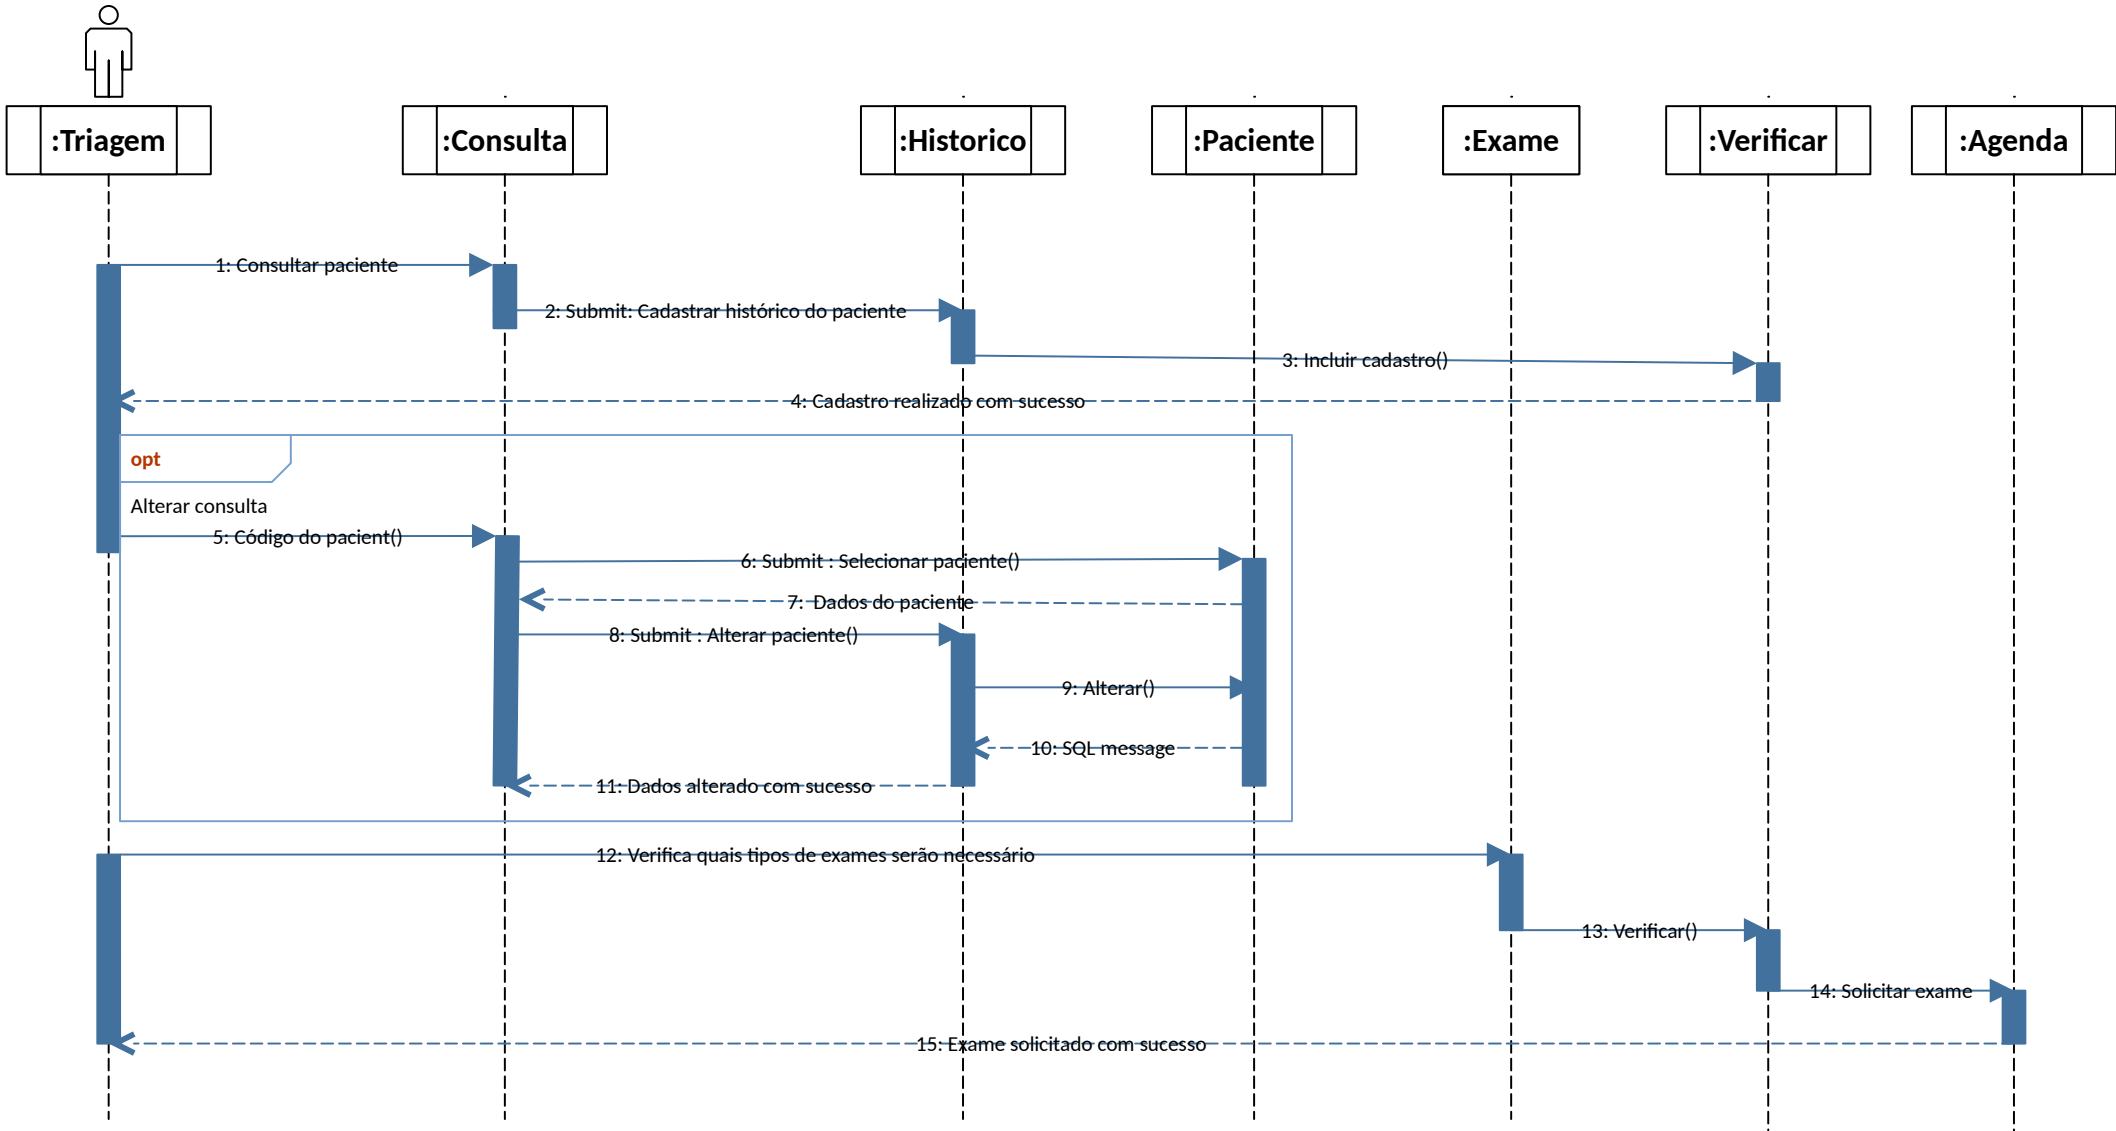 :Triagem
:Consulta
:Historico
:Paciente
:Exame
:Verificar
:Agenda
1: Consultar paciente
2: Submit: Cadastrar histórico do paciente
3: Incluir cadastro()
4: Cadastro realizado com sucesso
opt
Alterar consulta
5: Código do pacient()
6: Submit : Selecionar paciente()
7:  Dados do paciente
8: Submit : Alterar paciente()
9: Alterar()
10: SQL message
11: Dados alterado com sucesso
12: Verifica quais tipos de exames serão necessário
13: Verificar()
14: Solicitar exame
15: Exame solicitado com sucesso